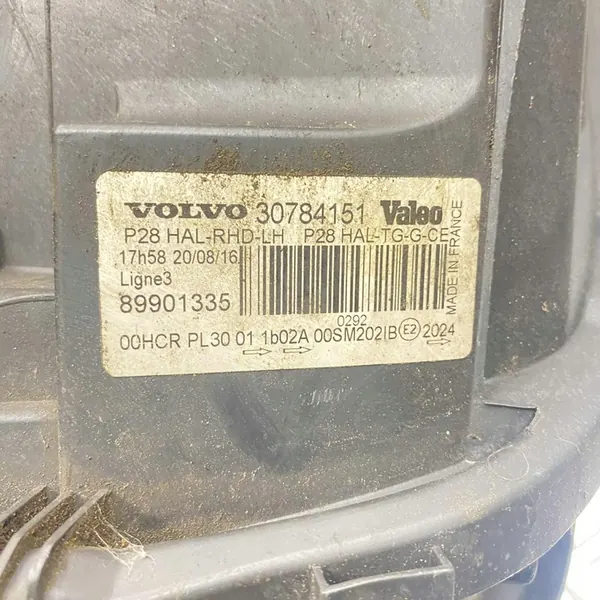 VOLVO 30784151 Valeo
P28 HAL-RHD-LH P28 HAL-TG-G-CE
17h58 20/08/16
Ligne3
89901335
0292
00HCR PL30 01 1b02A 00SM202IB E2 2024
MADE IN FRANCE